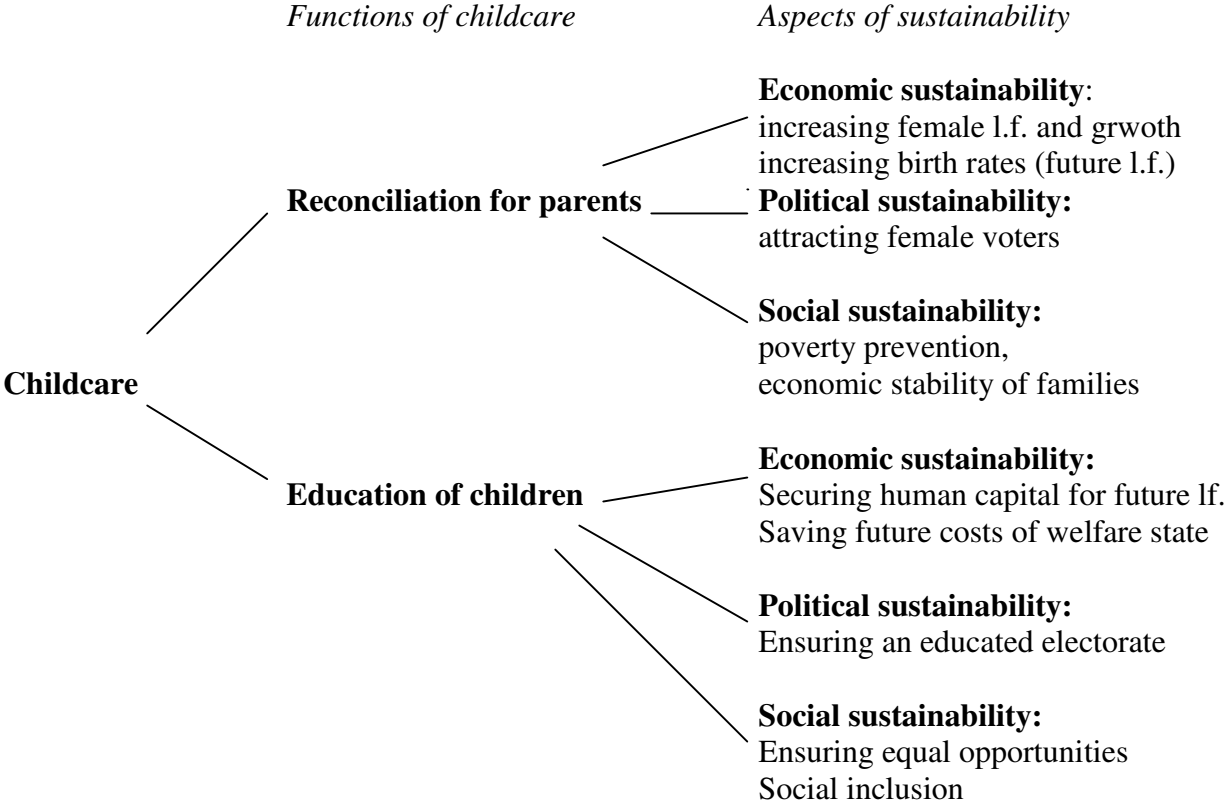 Functions of childcare
Aspects of sustainability
Economic sustainability:
increasing female l.f. and grwoth
increasing birth rates (future l.f.)
Reconciliation for parents
Political sustainability:
attracting female voters
Social sustainability:
poverty prevention,
economic stability of families
Childcare
Economic sustainability:
Education of children
Securing human capital for future lf.
Saving future costs of welfare state
Political sustainability:
Ensuring an educated electorate
Social sustainability:
Ensuring equal opportunities
Social inclusion